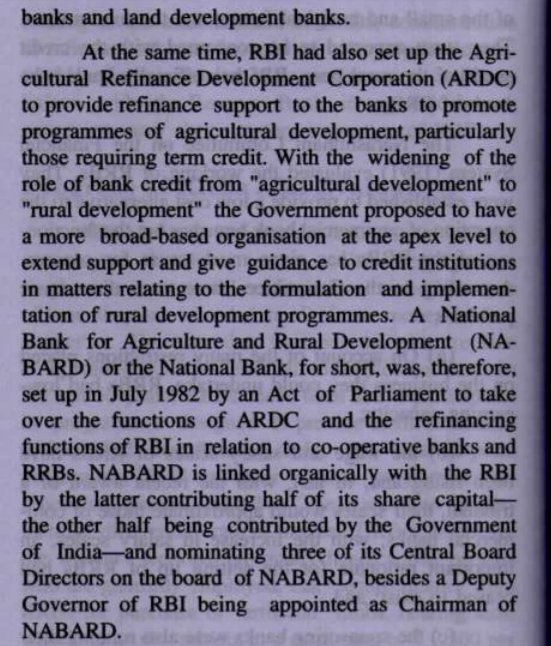 banks and land development banks.
At the same time, RBI had also set up the Agri-
cultural Refinance Development Corporation (ARDC)
to provide refinance support to the banks to promote
programmes of agricultural development, particularly
those requiring term credit. With the widening of the
role of bank credit from "agricultural development" to
"rural development" the Government proposed to have
a more broad-based organisation at the apex level to
extend support and give guidance to credit institutions
in matters relating to the formulation and implemen-
tation of rural development programmes. A National
Bank for Agriculture and Rural Development (NA-
BARD) or the National Bank, for short, was, therefore,
set up in July 1982 by an Act of Parliament to take
over the functions of ARDC and the refinancing
functions of RBI in relation to co-operative banks and
RRBs. NABARD is linked organically with the RBI
by the latter contributing half of its share capital—
the other half being contributed by the Government
of India—and nominating three of its Central Board
Directors on the board of NABARD, besides a Deputy
Governor of RBI being appointed as Chairman of
NABARD.